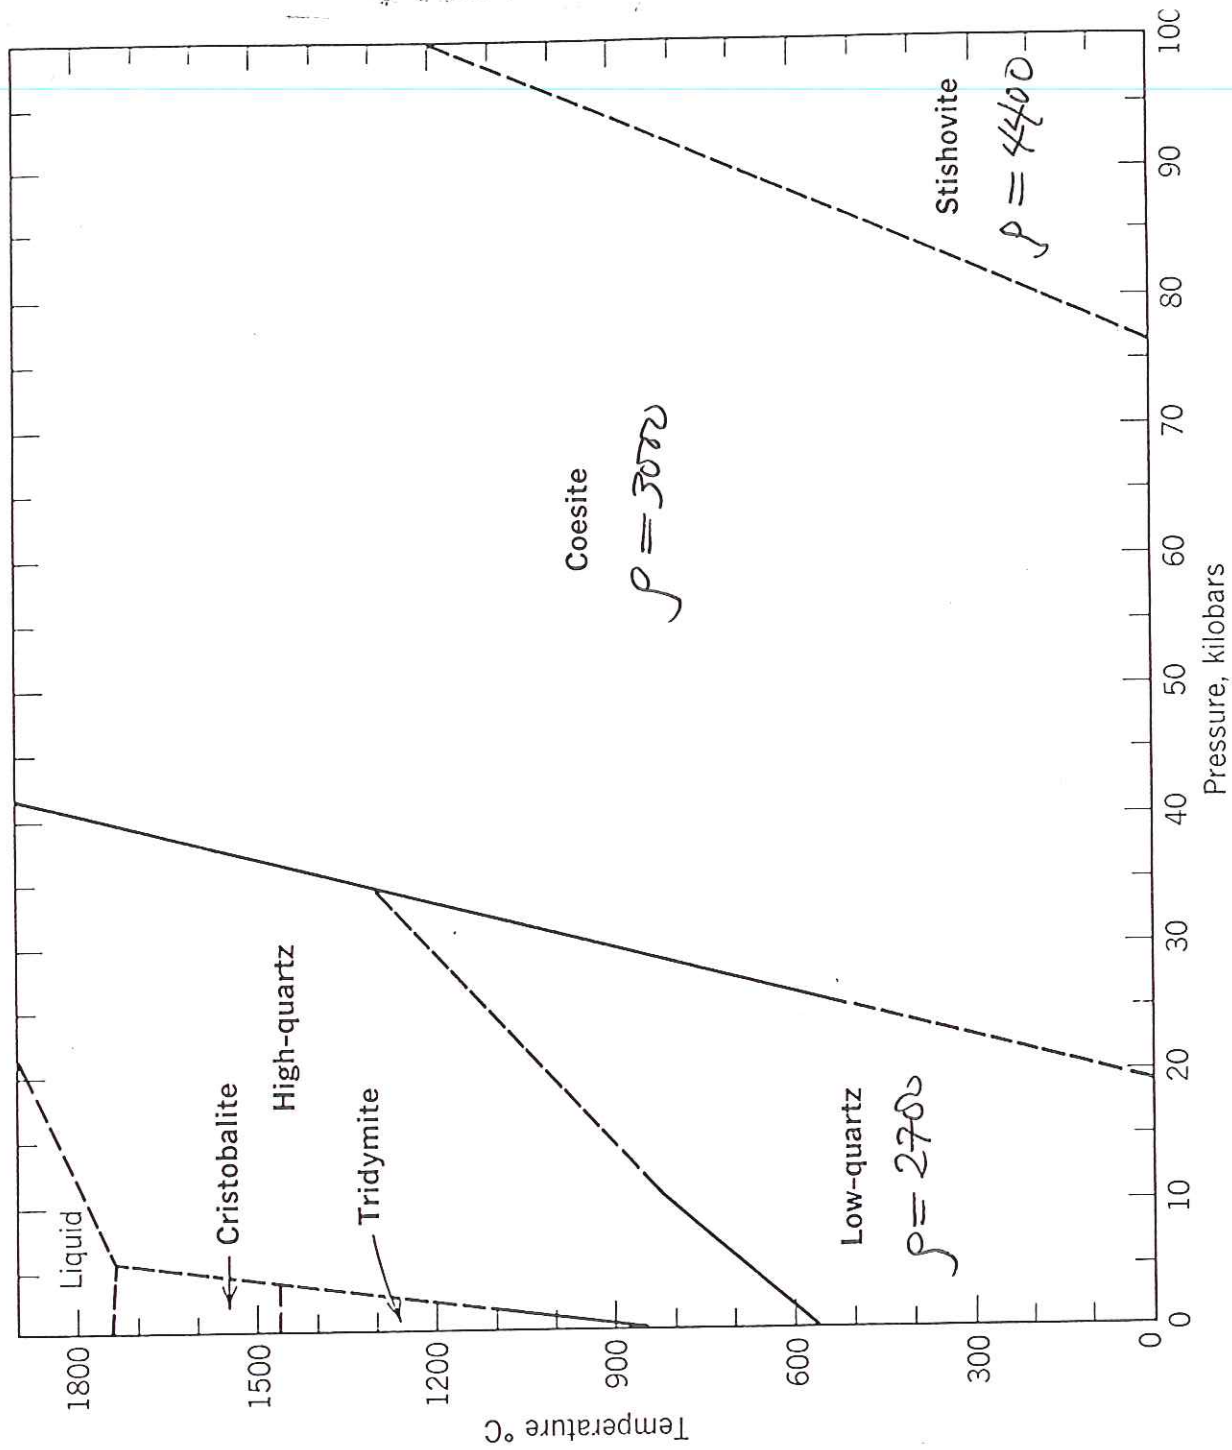 Temperature °C
1800
1500
1200
900
600
300
0
Liquid
Cristobalite
High-quartz
Tridymite
Low-quartz
ρ = 2700
Coesite
ρ = 3000
Stishovite
ρ = 4400
0
10
20
30
40
50
60
70
80
90
10C
Pressure, kilobars